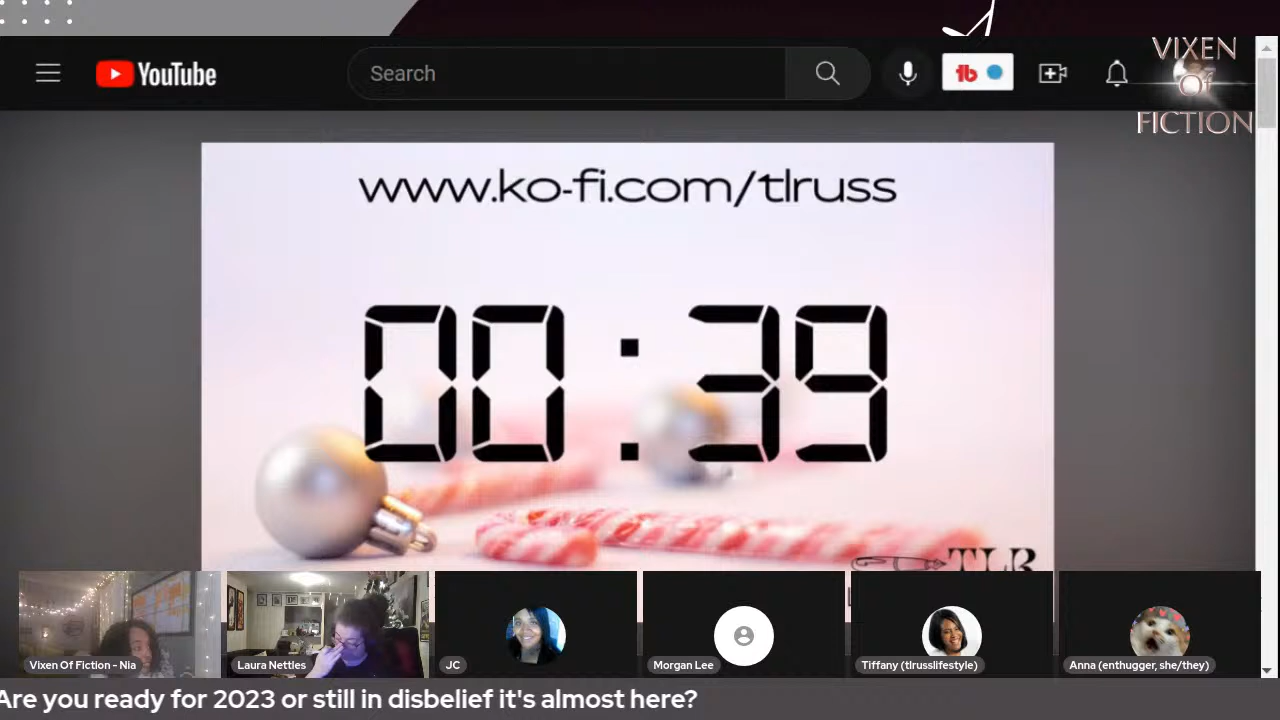 YouTube
Search
VIXEN
Of
FICTION
www.ko-fi.com/tlruss
00:39
TLR
Vixen Of Fiction - Nia
Laura Nettles
JC
Morgan Lee
Tiffany (tlrusslifestyle)
Anna (enthugger, she/they)
Are you ready for 2023 or still in disbelief it's almost here?